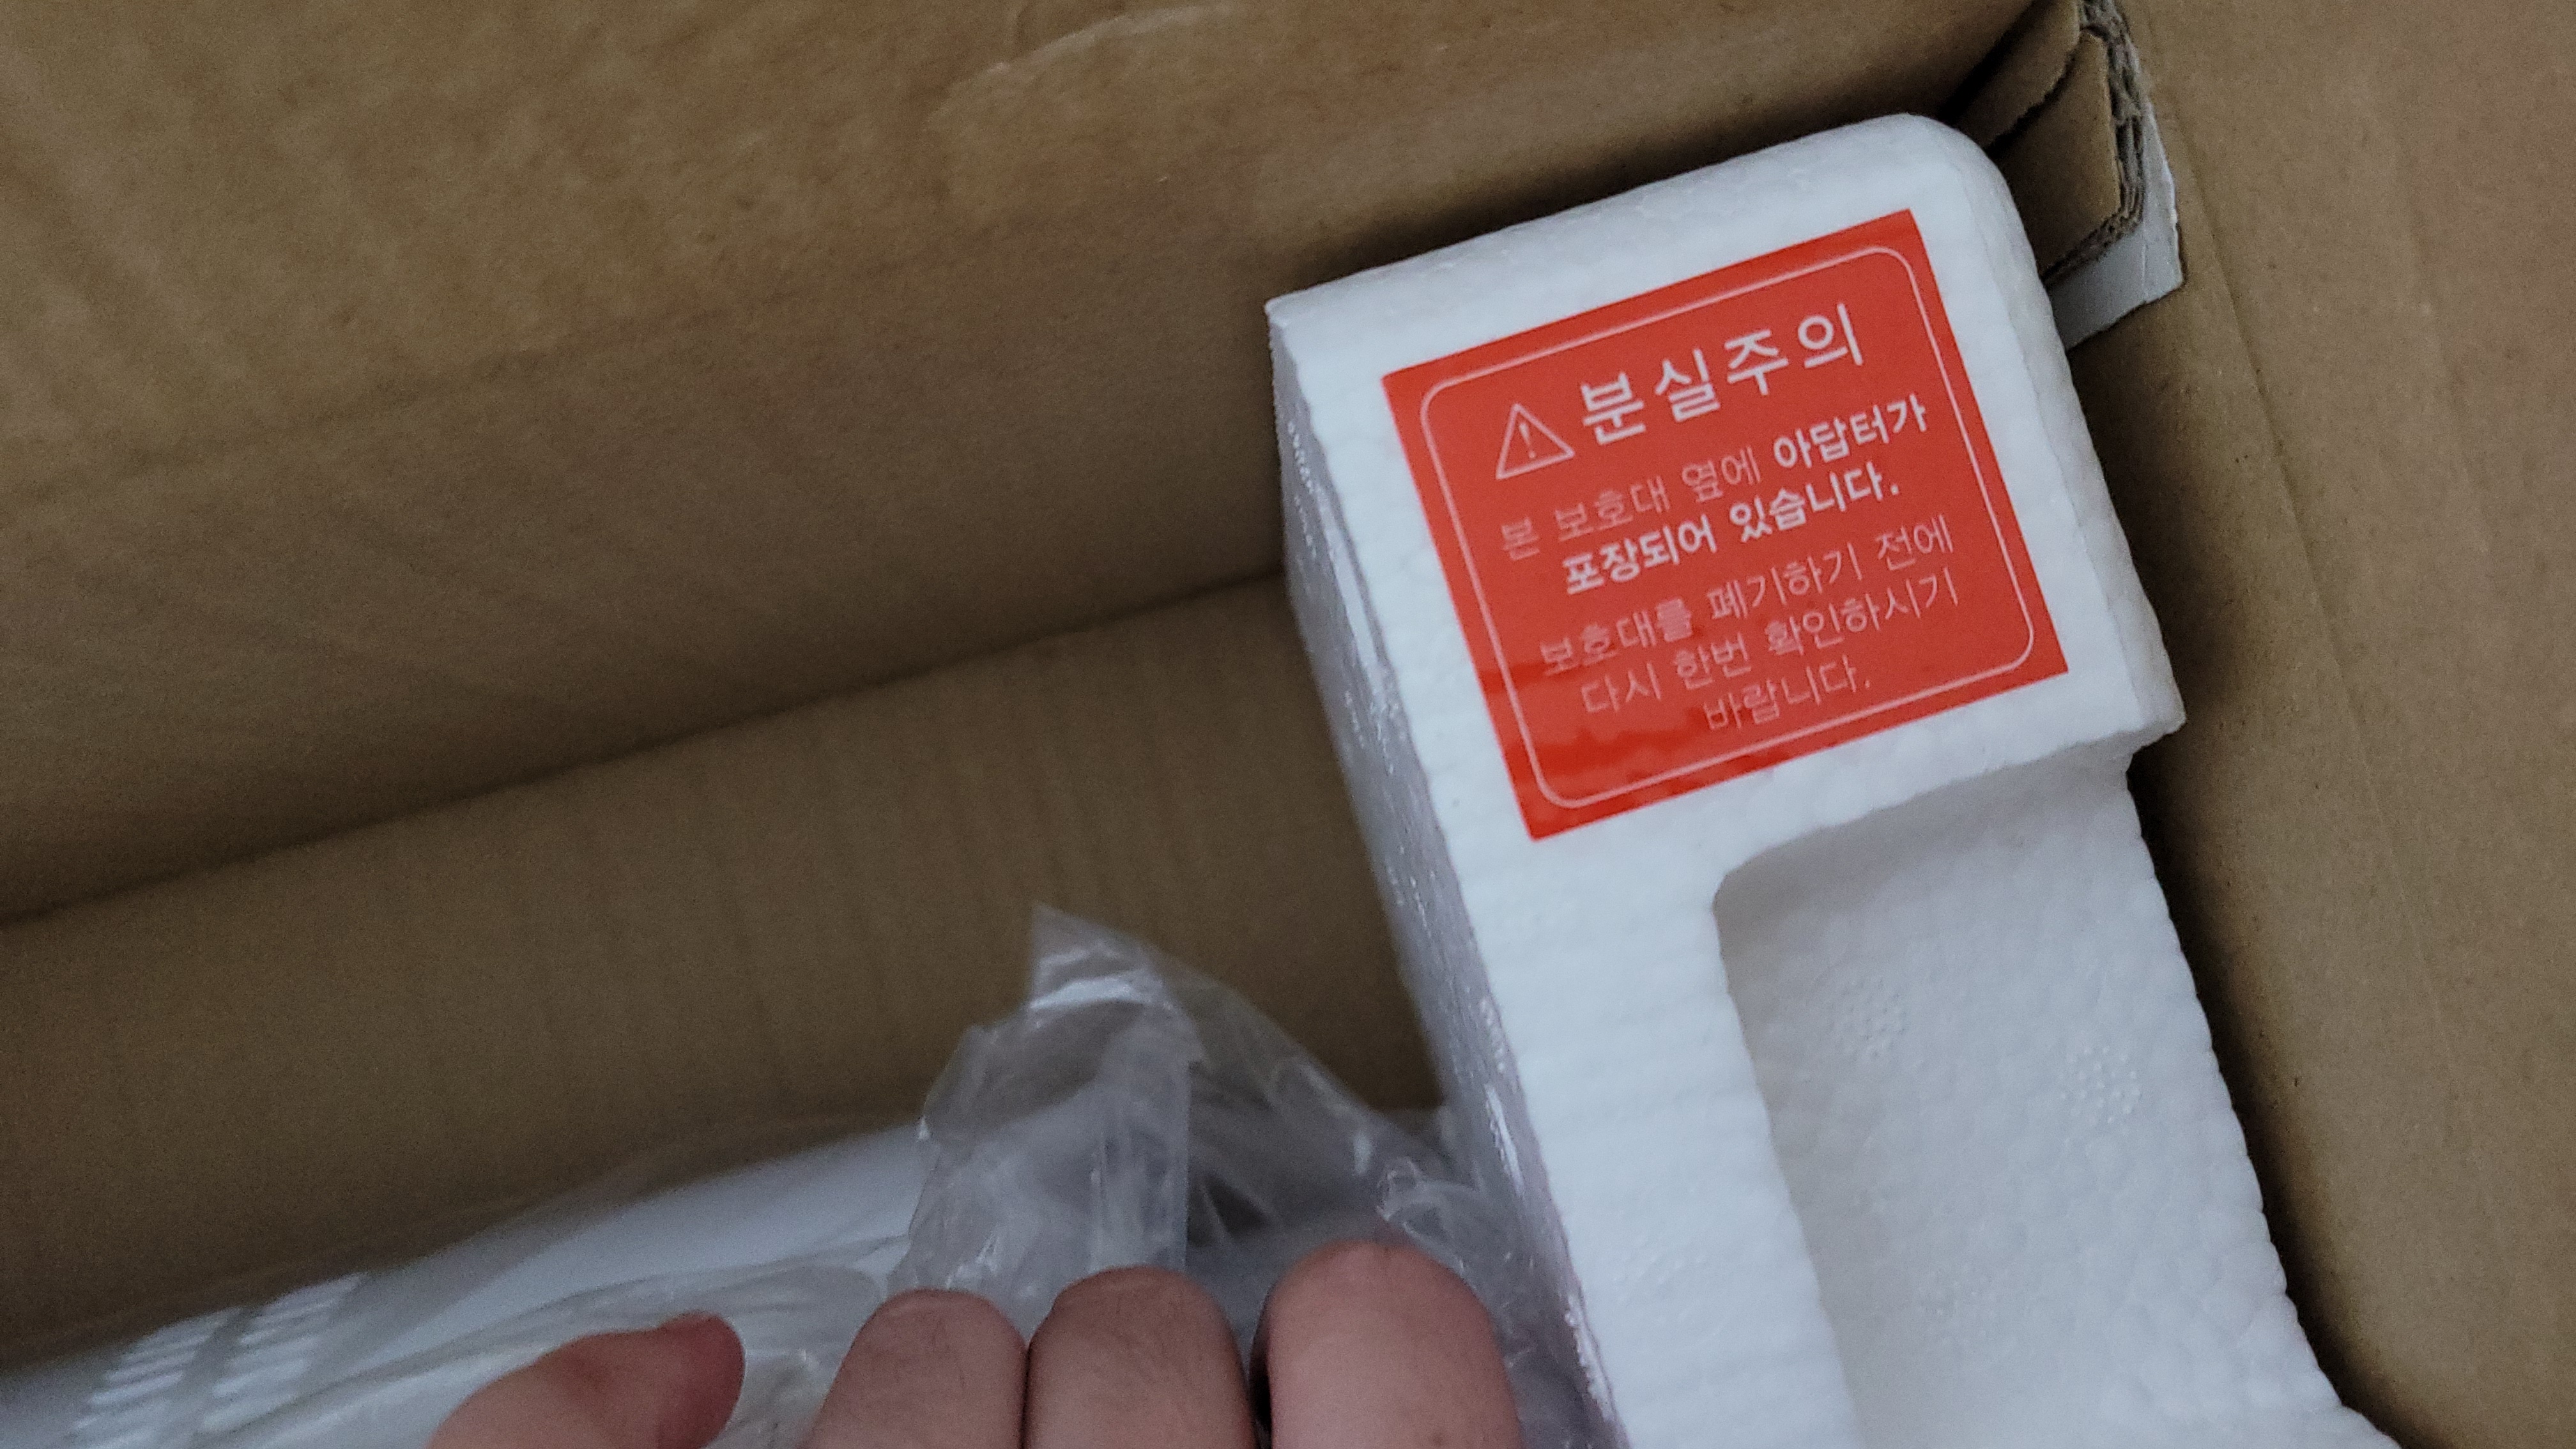 분실주의
본 보호대 옆에 아답터가
포장되어 있습니다.
보호대를 폐기하기 전에
다시 한번 확인하시기
바랍니다.